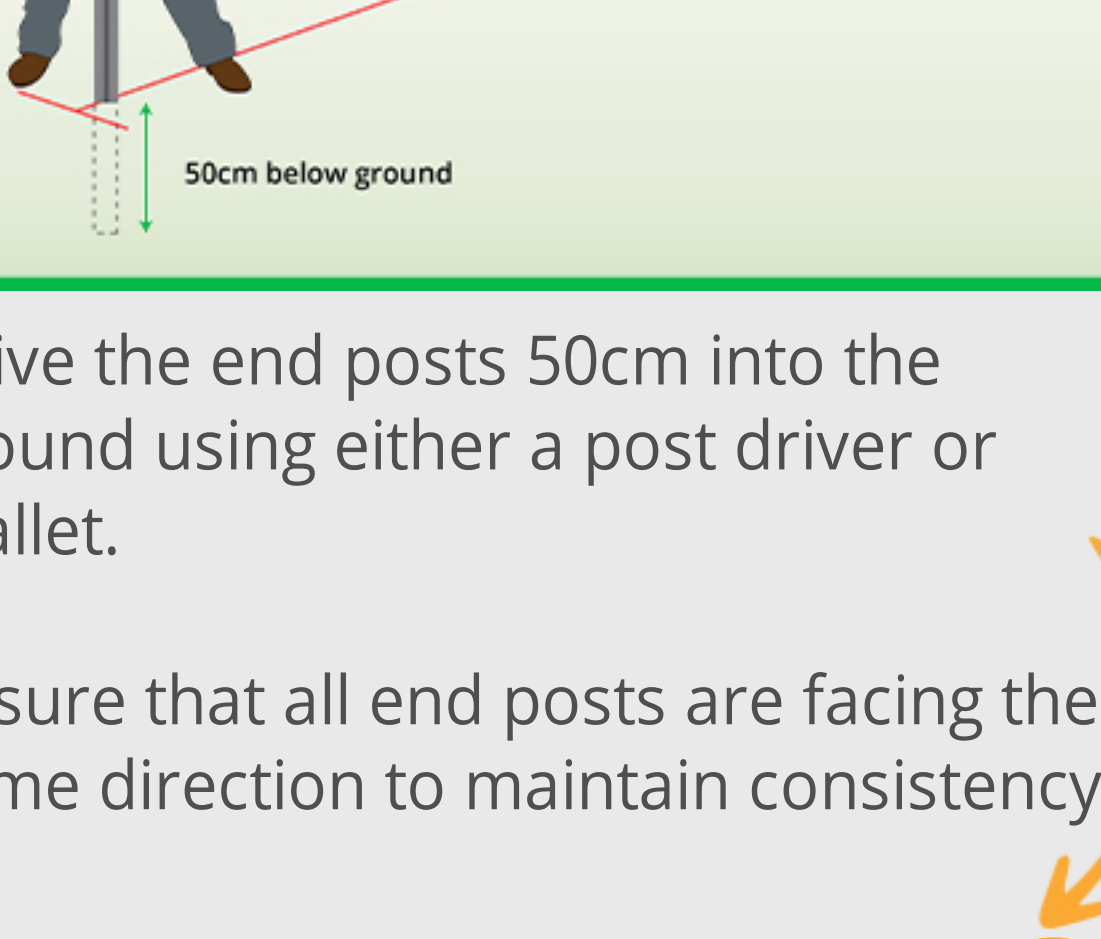 50cm below ground
ive the end posts 50cm into the
ound using either a post driver or
allet.
sure that all end posts are facing the
me direction to maintain consistency